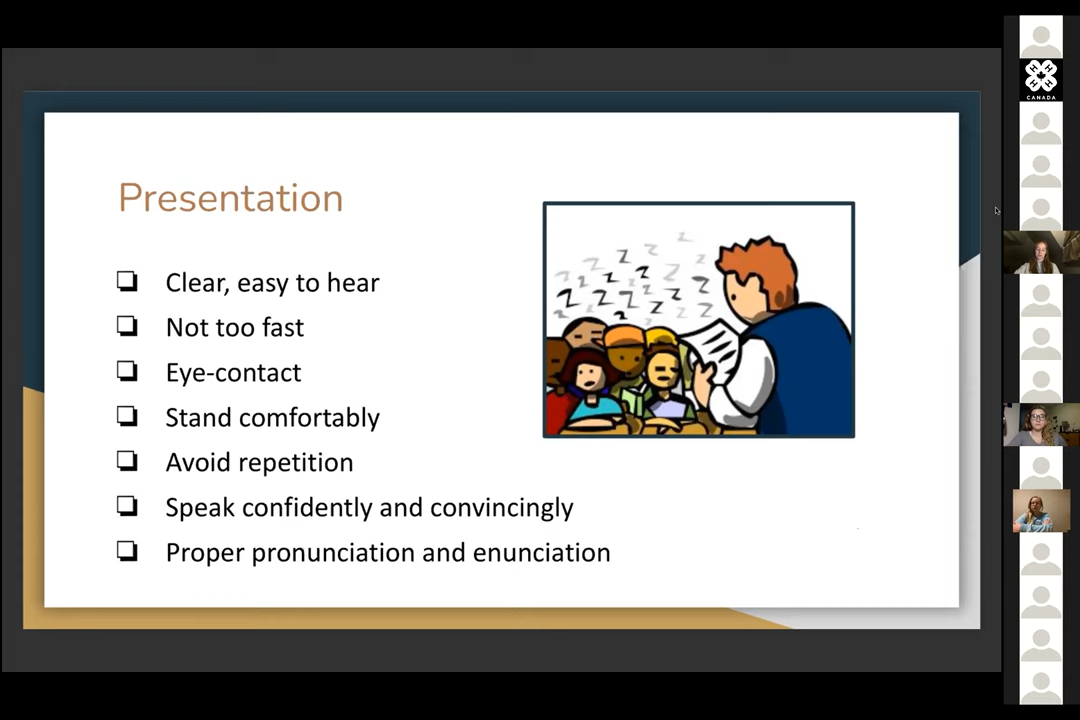 Presentation
Clear, easy to hear
Not too fast
Eye-contact
Stand comfortably
Avoid repetition
Speak confidently and convincingly
Proper pronunciation and enunciation
H H
H H
CANADA
z z z z z z z z z z z z z z z z z z z z